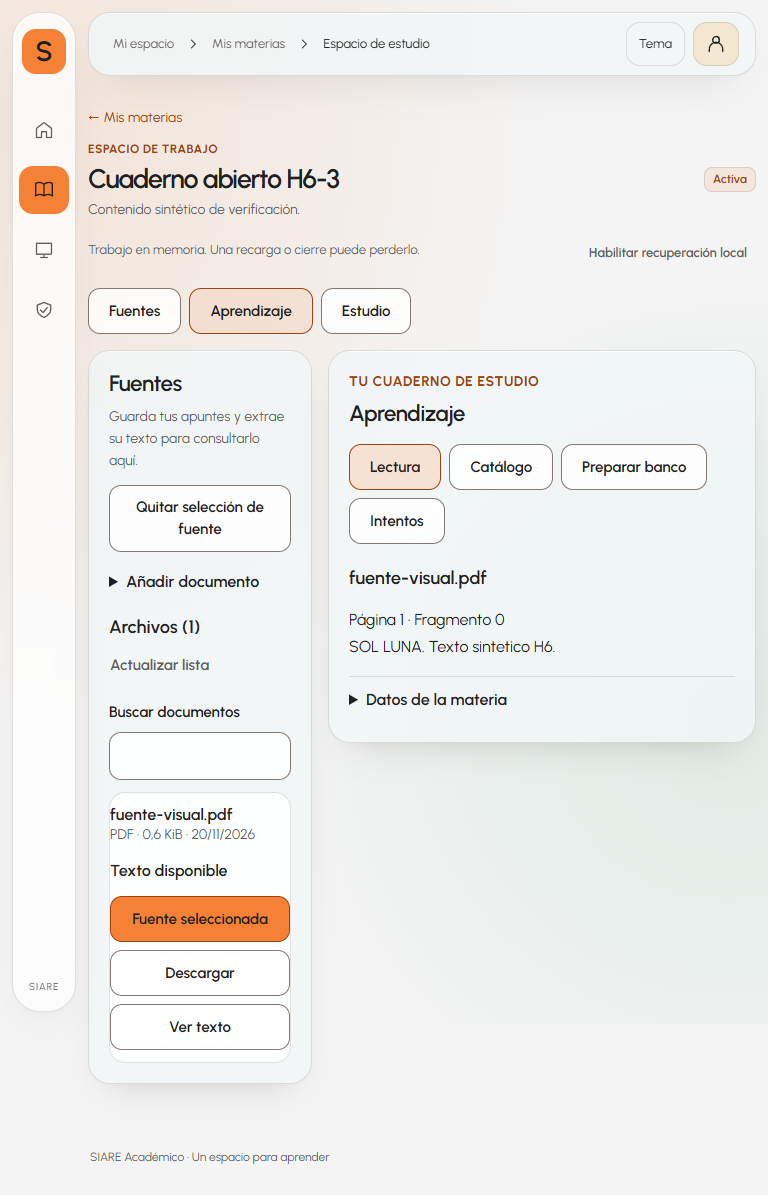 S
Mi espacio > Mis materias > Espacio de estudio
Tema
← Mis materias
ESPACIO DE TRABAJO
Cuaderno abierto H6-3
Activa
Contenido sintético de verificación.
Trabajo en memoria. Una recarga o cierre puede perderlo.
Habilitar recuperación local
Fuentes
Aprendizaje
Estudio
Fuentes
Guarda tus apuntes y extrae
su texto para consultarlo
aquí.
Quitar selección de
fuente
Añadir documento
Archivos (1)
Actualizar lista
Buscar documentos
fuente-visual.pdf
PDF · 0,6 KiB · 20/11/2026
Texto disponible
Fuente seleccionada
Descargar
Ver texto
TU CUADERNO DE ESTUDIO
Aprendizaje
Lectura
Catálogo
Preparar banco
Intentos
fuente-visual.pdf
Página 1 · Fragmento 0
SOL LUNA. Texto sintetico H6.
Datos de la materia
SIARE
SIARE Académico · Un espacio para aprender